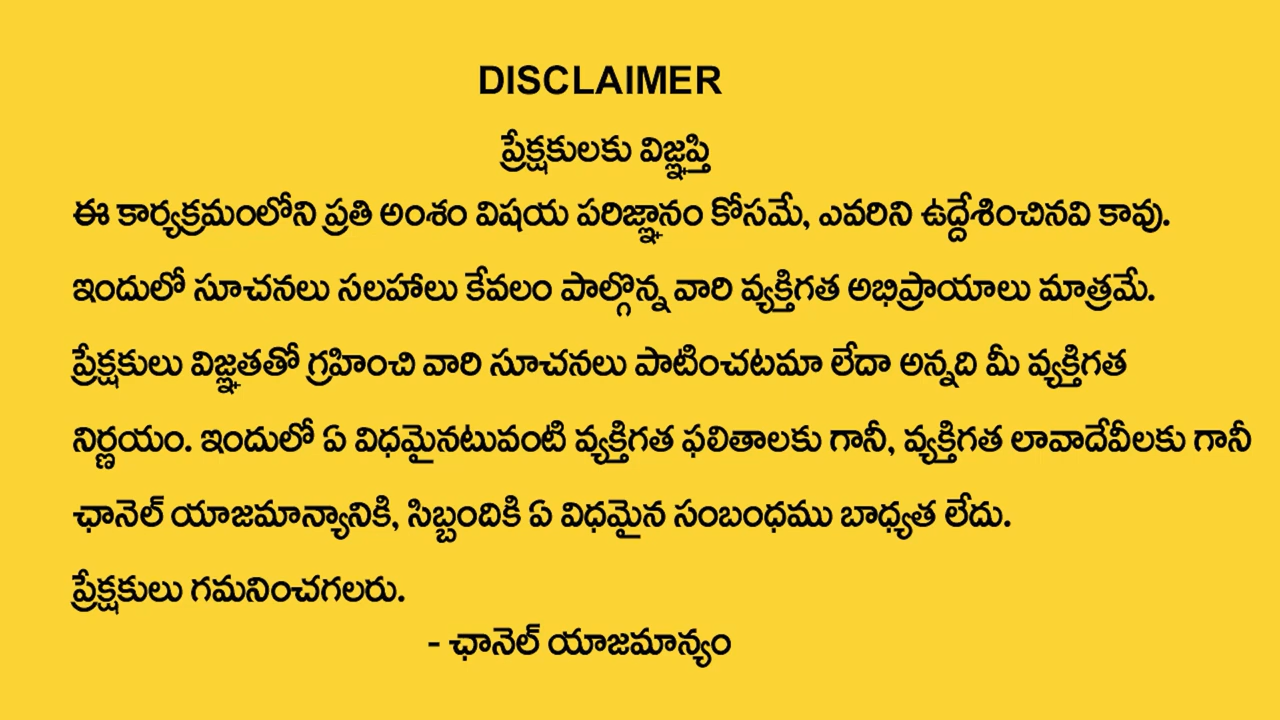 DISCLAIMER
ప్రేక్షకులకు విజ్ఞప్తి
ఈ కార్యక్రమంలోని ప్రతి అంశం విషయ పరిజ్ఞానం కోసమే, ఎవరిని ఉద్దేశించినవి కావు.
ఇందులో సూచనలు సలహాలు కేవలం పాల్గొన్న వారి వ్యక్తిగత అభిప్రాయాలు మాత్రమే.
ప్రేక్షకులు విజ్ఞతతో గ్రహించి వారి సూచనలు పాటించటమా లేదా అన్నది మీ వ్యక్తిగత
నిర్ణయం. ఇందులో ఏ విధమైనటువంటి వ్యక్తిగత ఫలితాలకు గానీ, వ్యక్తిగత లావాదేవీలకు గానీ
ఛానెల్ యాజమాన్యానికి, సిబ్బందికి ఏ విధమైన సంబంధము బాధ్యత లేదు.
ప్రేక్షకులు గమనించగలరు.
- ఛానెల్ యాజమాన్యం